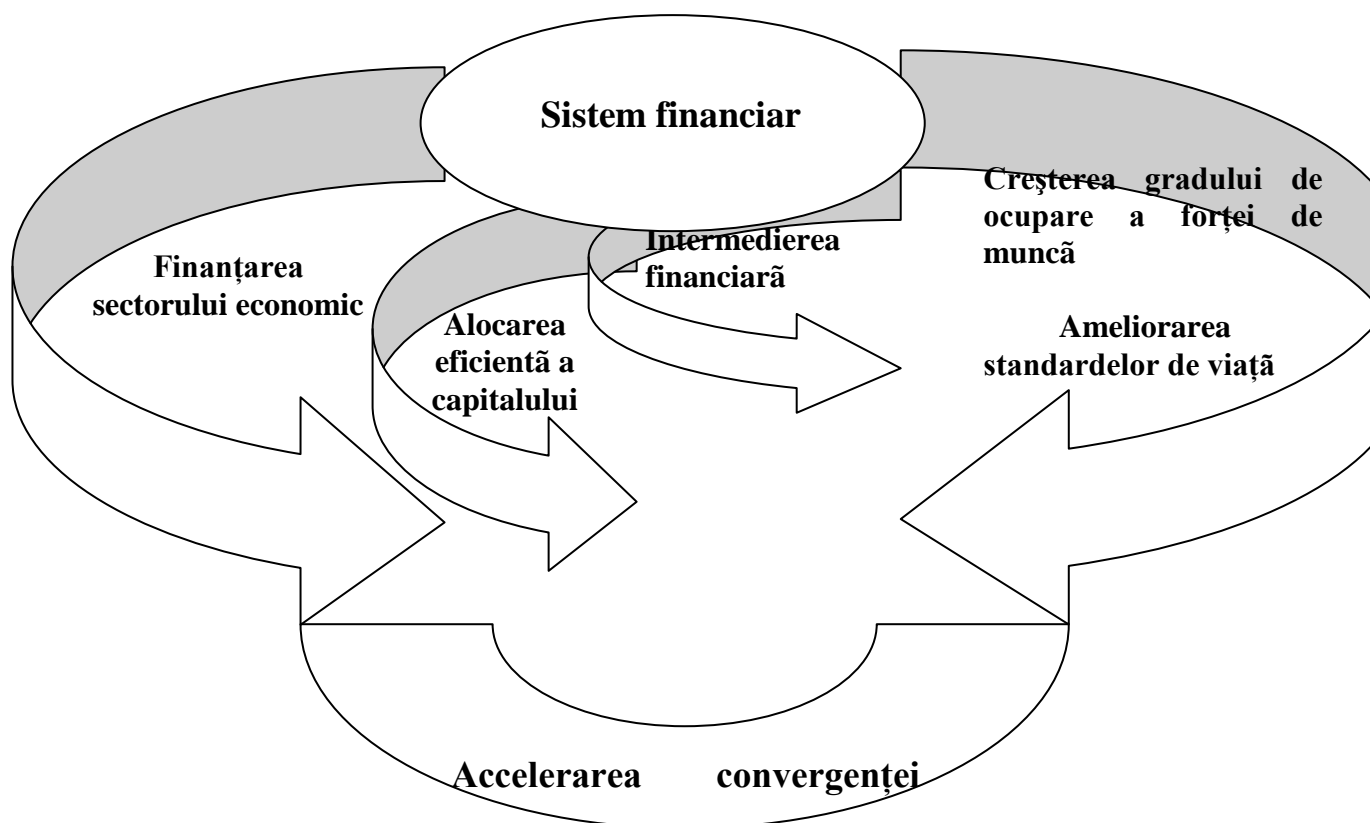 Sistem financiar
Finanțarea
sectorului economic
Alocarea
eficientã a
capitalului
Intermedierea
financiarã
Creşterea gradului de
ocupare a forței de
muncã
Ameliorarea
standardelor de viațã
Accelerarea convergenței